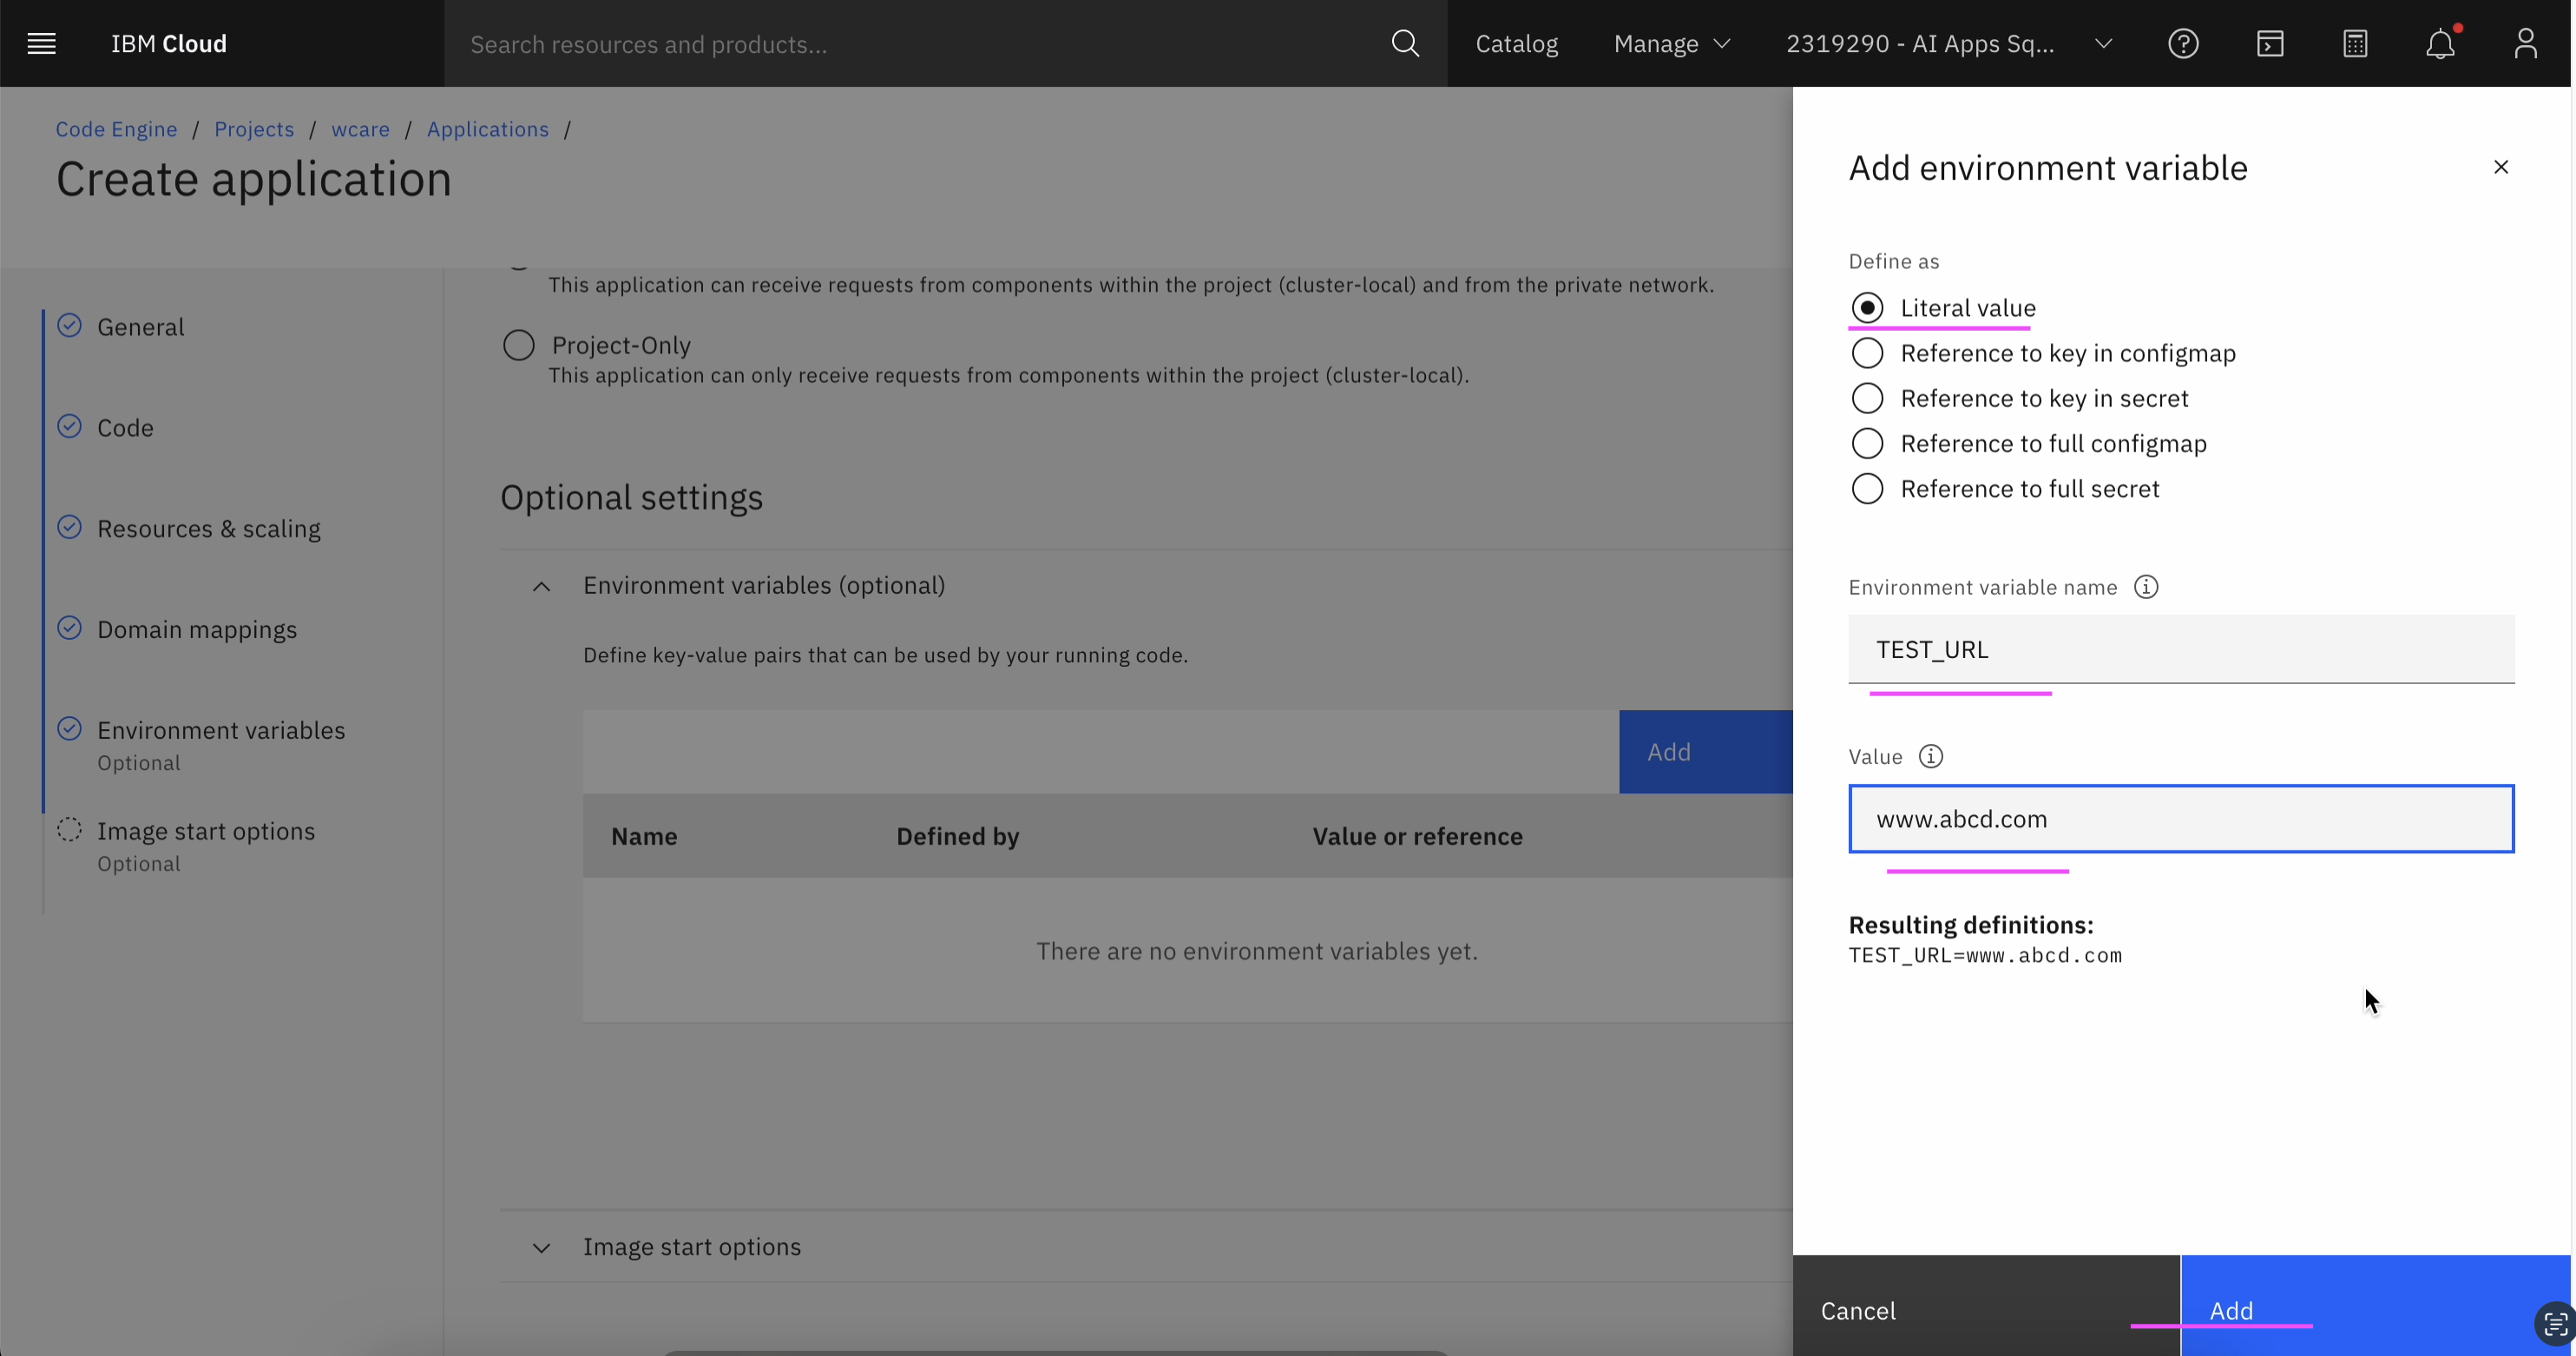 IBM Cloud
Search resources and products...
Catalog
Manage
2319290 - AI Apps Sq...
Code Engine / Projects / wcare / Applications /
Create application
General
Code
Resources & scaling
Domain mappings
Environment variables
Optional
Image start options
Optional
This application can receive requests from components within the project (cluster-local) and from the private network.
Project-Only
This application can only receive requests from components within the project (cluster-local).
Optional settings
Environment variables (optional)
Define key-value pairs that can be used by your running code.
Add
Name Defined by Value or reference
There are no environment variables yet.
Image start options
Add environment variable
Define as
Literal value
Reference to key in configmap
Reference to key in secret
Reference to full configmap
Reference to full secret
Environment variable name
TEST_URL
Value
www.abcd.com
Resulting definitions:
TEST_URL=www.abcd.com
Cancel
Add